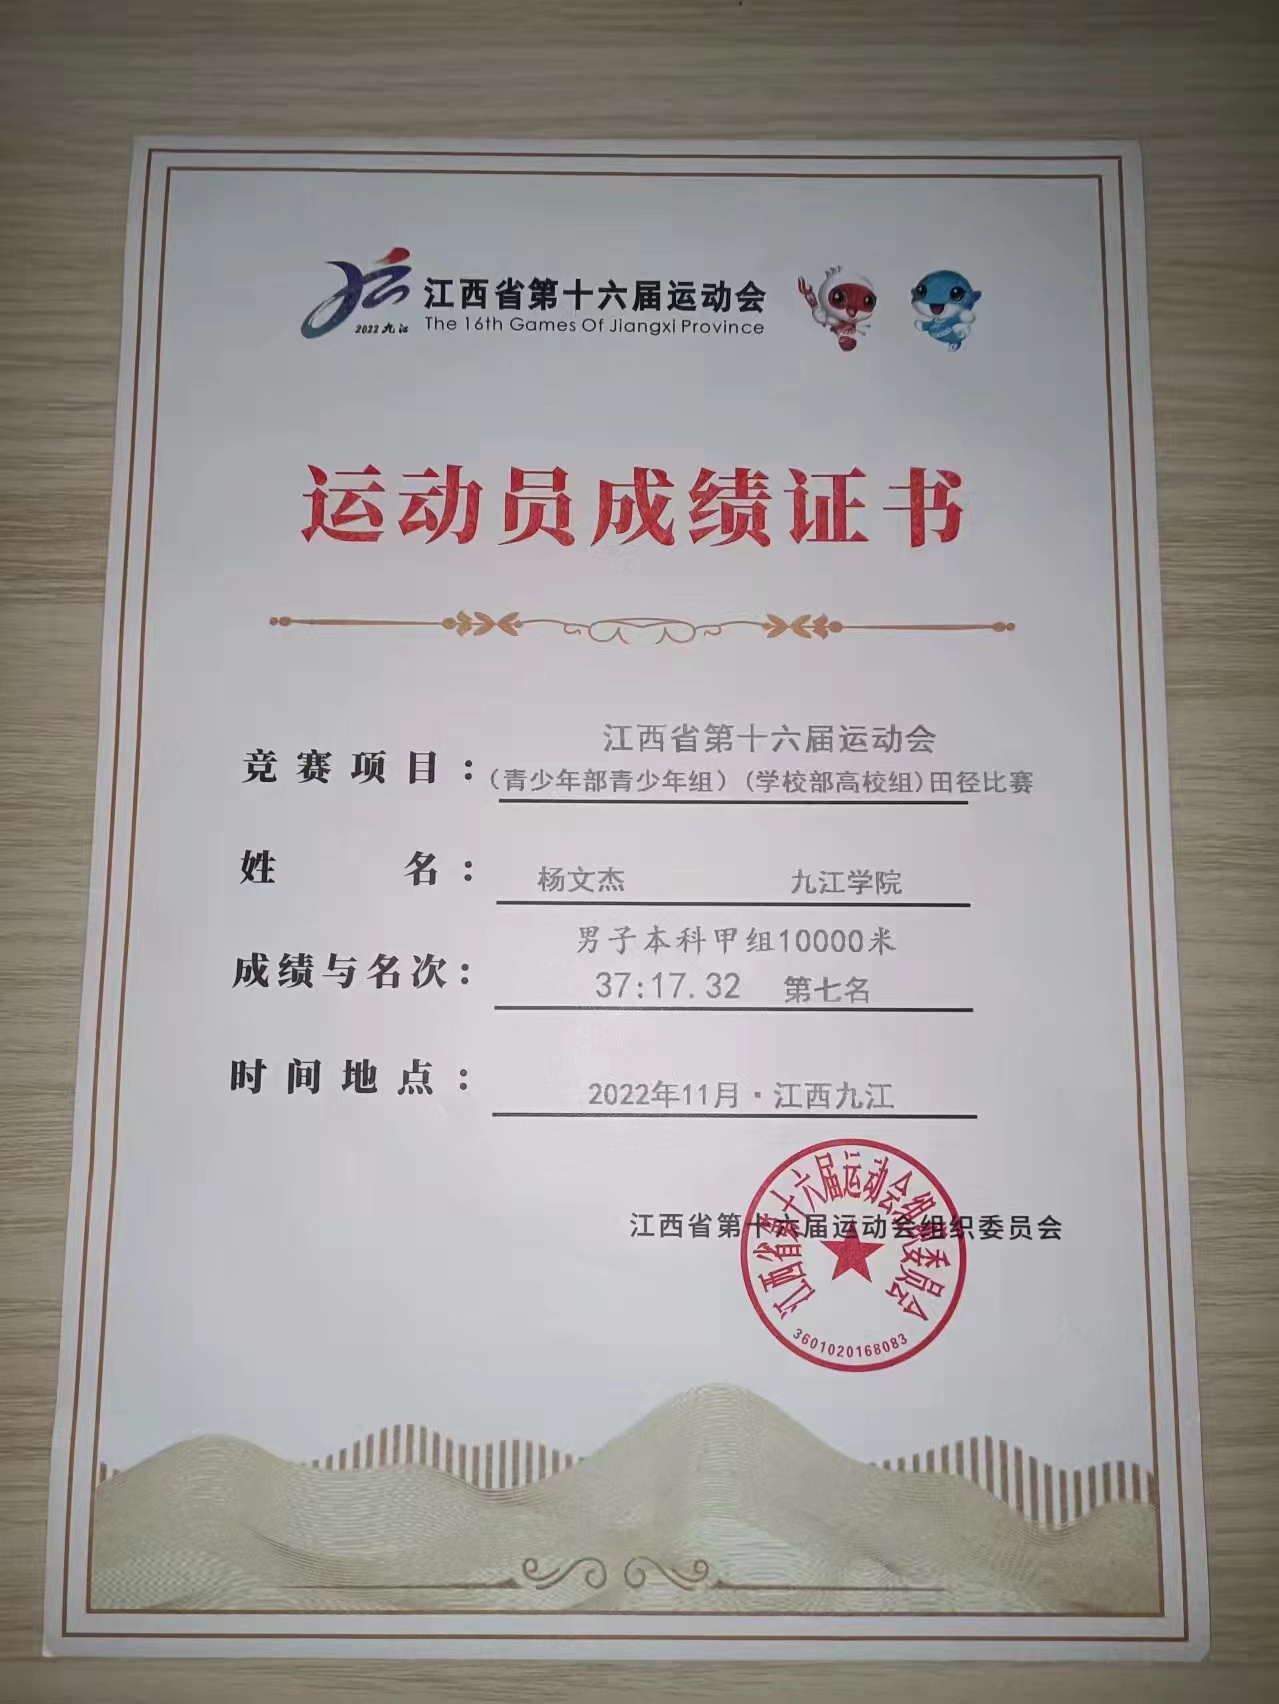 江西省第十六届运动会
The 16th Games Of Jiangxi Province
2022 九江
运动员成绩证书
竞赛项目：
江西省第十六届运动会
（青少年部青少年组）(学校部高校组)田径比赛
姓名： 杨文杰 九江学院
成绩与名次：
男子本科甲组10000米
37:17.32 第七名
时间地点： 2022年11月·江西九江
江西省第十六届运动会组织委员会
江西省第十六届运动会组织委员会
3601020168083